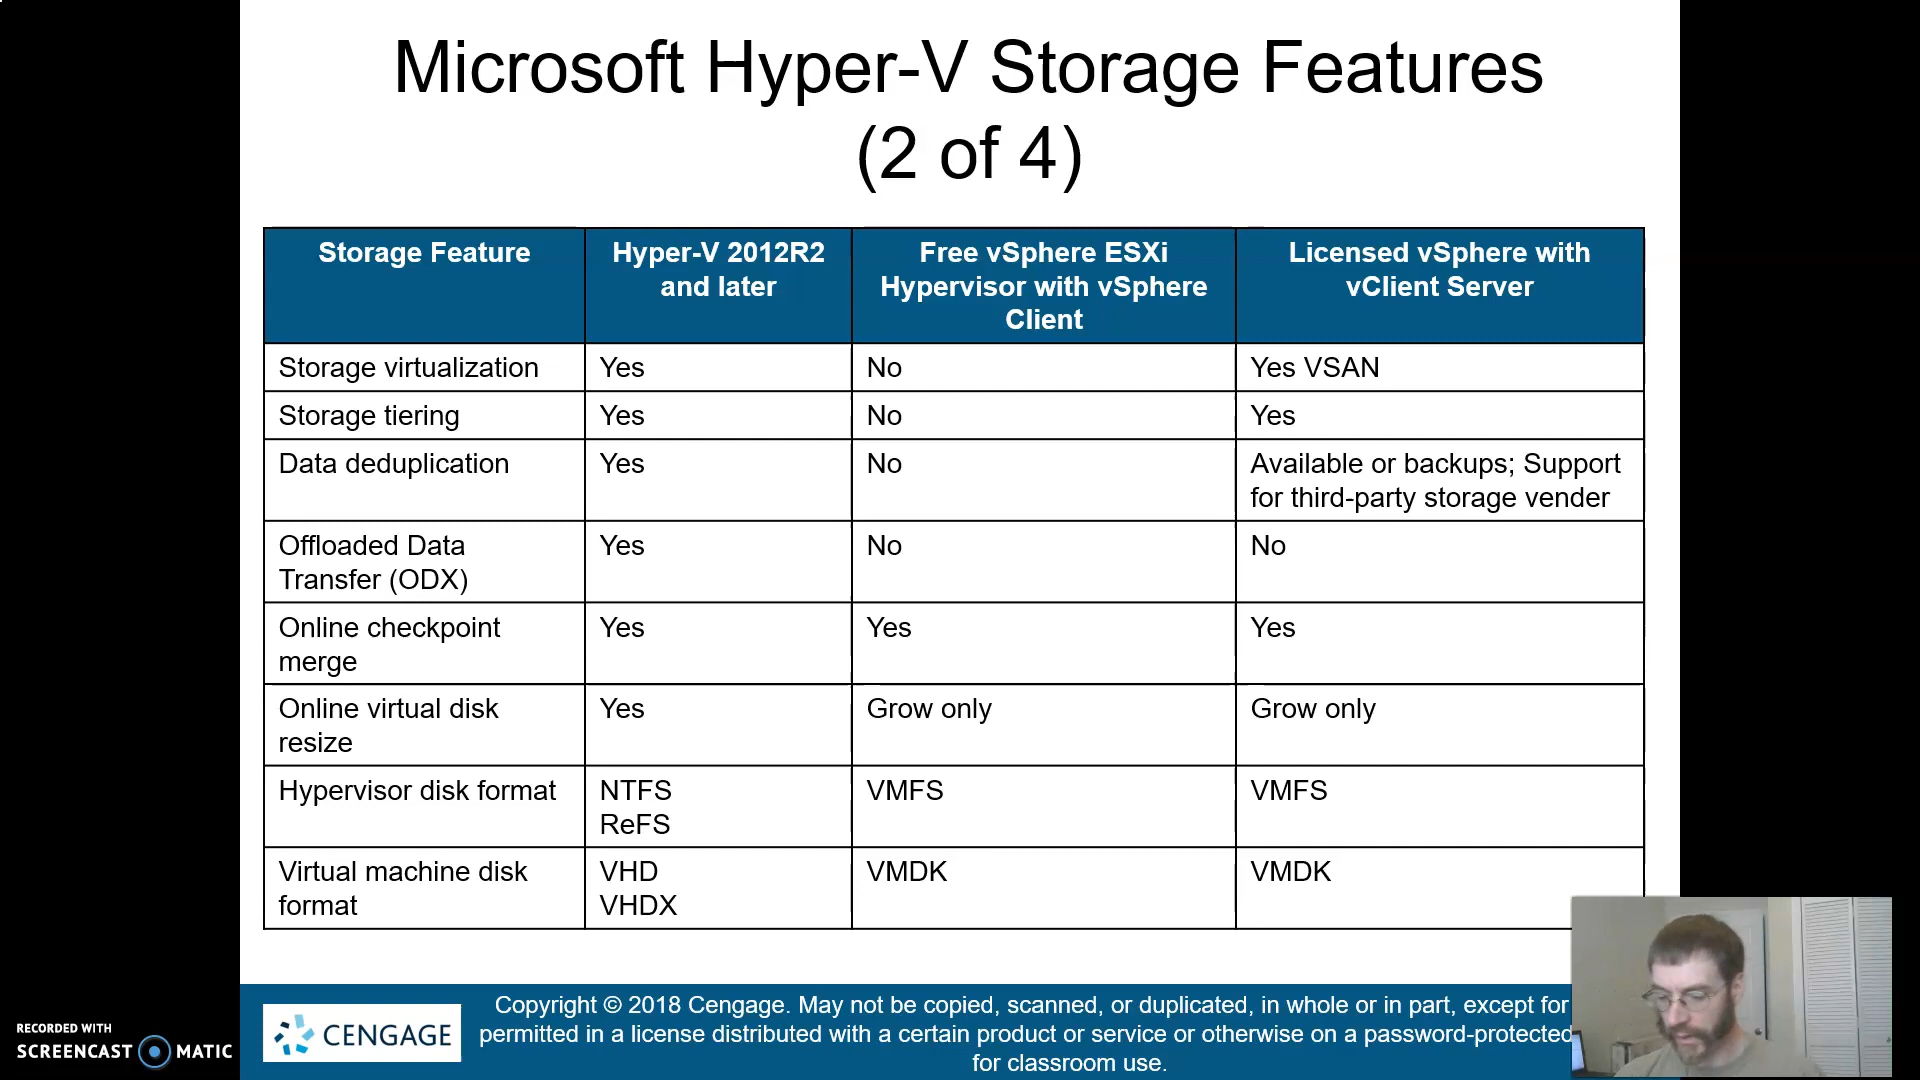 Microsoft Hyper-V Storage Features
(2 of 4)
Storage Feature
Hyper-V 2012R2
and later
Free vSphere ESXi
Hypervisor with vSphere
Client
Licensed vSphere with
vClient Server
Storage virtualization
Yes
No
Yes VSAN
Storage tiering
Yes
No
Yes
Data deduplication
Yes
No
Available or backups; Support
for third-party storage vender
Offloaded Data
Transfer (ODX)
Yes
No
No
Online checkpoint
merge
Yes
Yes
Yes
Online virtual disk
resize
Yes
Grow only
Grow only
Hypervisor disk format
NTFS
ReFS
VMFS
VMFS
Virtual machine disk
format
VHD
VHDX
VMDK
VMDK
CENGAGE
Copyright © 2018 Cengage. May not be copied, scanned, or duplicated, in whole or in part, except for
permitted in a license distributed with a certain product or service or otherwise on a password-protected
for classroom use.
RECORDED WITH
SCREENCAST MATIC